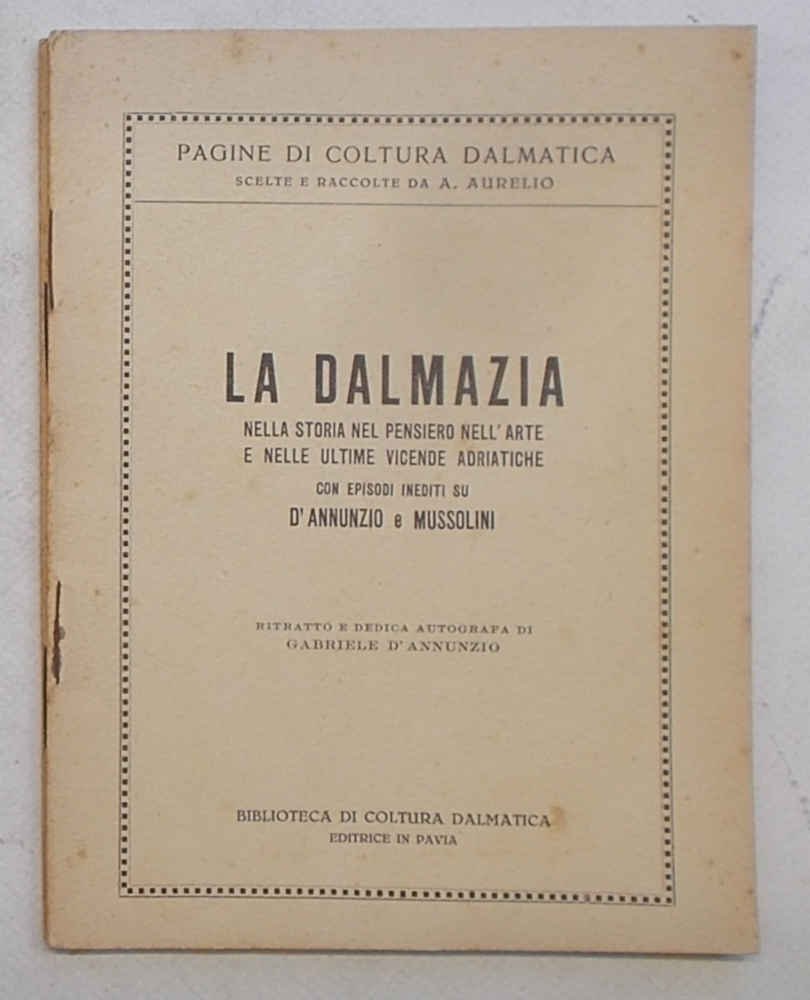 PAGINE DI COLTURA DALMATICA
SCELTE E RACCOLTE DA A. AURELIO
LA DALMAZIA
NELLA STORIA NEL PENSIERO NELL'ARTE
E NELLE ULTIME VICENDE ADRIATICHE
CON EPISODI INEDITI SU
D'ANNUNZIO e MUSSOLINI
RITRATTO E DEDICA AUTOGRAFA DI
GABRIELE D'ANNUNZIO
BIBLIOTECA DI COLTURA DALMATICA
EDITRICE IN PAVIA